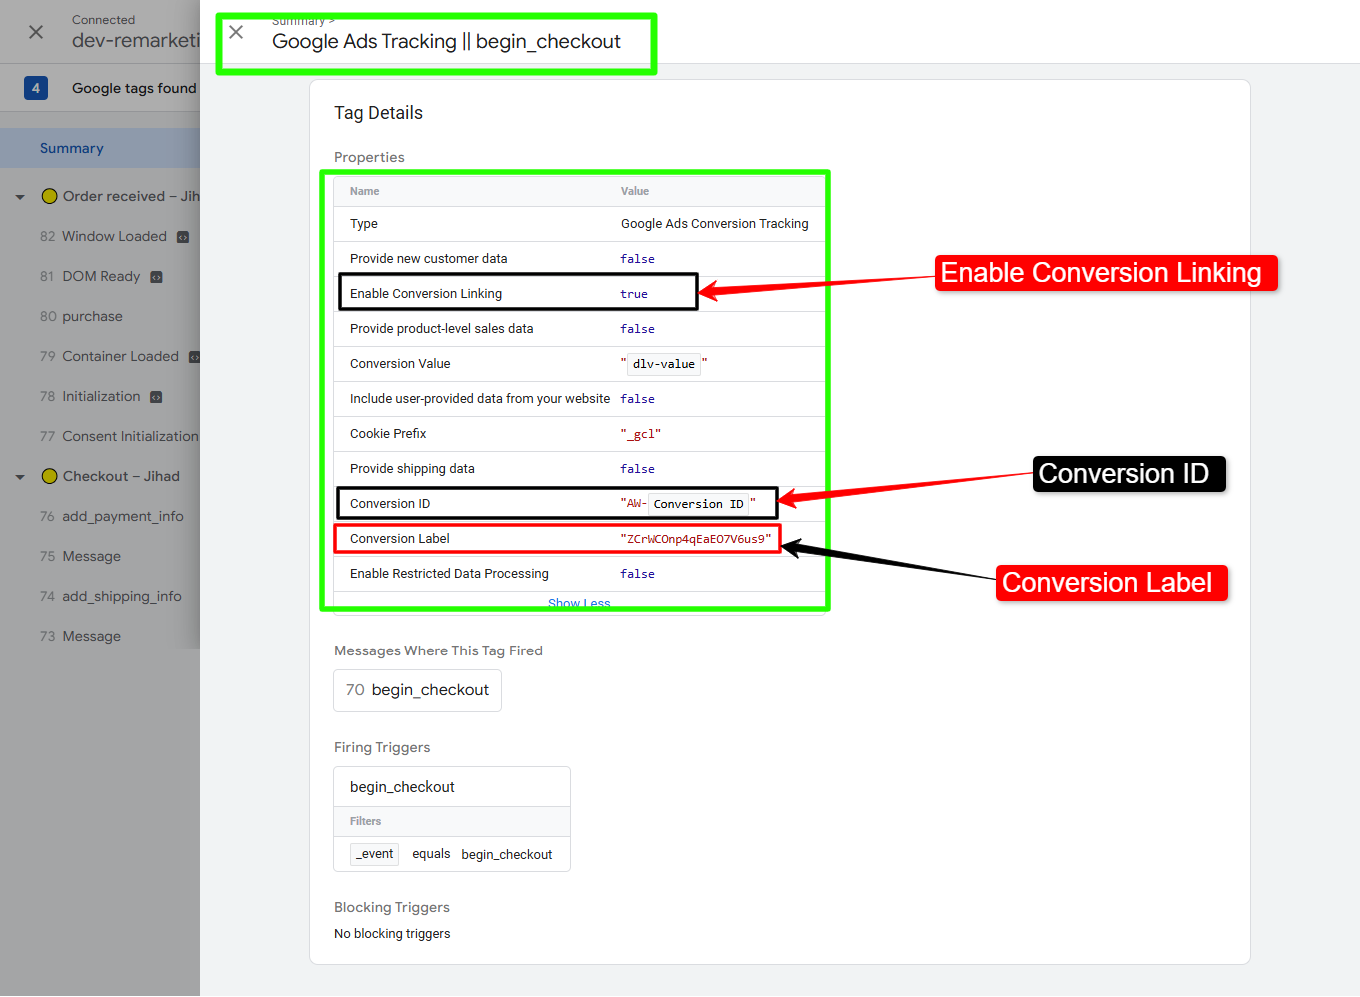 Connected
dev-remarketi
4 Google tags found
Summary
Order received – Jih
82 Window Loaded
81 DOM Ready
80 purchase
79 Container Loaded
78 Initialization
77 Consent Initialization
Checkout – Jihad
76 add_payment_info
75 Message
74 add_shipping_info
73 Message
Summary >
Google Ads Tracking || begin_checkout
Tag Details
Properties
Name Value
Type Google Ads Conversion Tracking
Provide new customer data false
Enable Conversion Linking true
Enable Conversion Linking
Provide product-level sales data false
Conversion Value "dlv-value"
Include user-provided data from your website false
Cookie Prefix "_gcl"
Provide shipping data false
Conversion ID "AW-Conversion ID"
Conversion ID
Conversion Label "ZCrWCOnp4qEaEO7V6us9"
Conversion Label
Enable Restricted Data Processing false
Show Less
Messages Where This Tag Fired
70 begin_checkout
Firing Triggers
begin_checkout
Filters
_event equals begin_checkout
Blocking Triggers
No blocking triggers